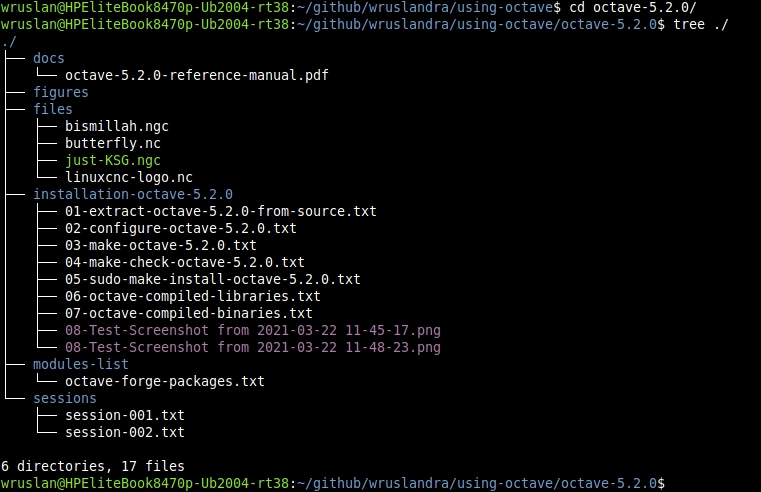 wruslan@HPEliteBook8470p-Ub2004-rt38:~/github/wruslandra/using-octave$ cd octave-5.2.0/
wruslan@HPEliteBook8470p-Ub2004-rt38:~/github/wruslandra/using-octave/octave-5.2.0$ tree ./
./
├── docs
│   └── octave-5.2.0-reference-manual.pdf
├── figures
├── files
│   ├── bismillah.ngc
│   ├── butterfly.nc
│   ├── just-KSG.ngc
│   └── linuxcnc-logo.nc
├── installation-octave-5.2.0
│   ├── 01-extract-octave-5.2.0-from-source.txt
│   ├── 02-configure-octave-5.2.0.txt
│   ├── 03-make-octave-5.2.0.txt
│   ├── 04-make-check-octave-5.2.0.txt
│   ├── 05-sudo-make-install-octave-5.2.0.txt
│   ├── 06-octave-compiled-libraries.txt
│   ├── 07-octave-compiled-binaries.txt
│   ├── 08-Test-Screenshot from 2021-03-22 11-45-17.png
│   └── 08-Test-Screenshot from 2021-03-22 11-48-23.png
├── modules-list
│   └── octave-forge-packages.txt
└── sessions
    ├── session-001.txt
    └── session-002.txt

6 directories, 17 files
wruslan@HPEliteBook8470p-Ub2004-rt38:~/github/wruslandra/using-octave/octave-5.2.0$